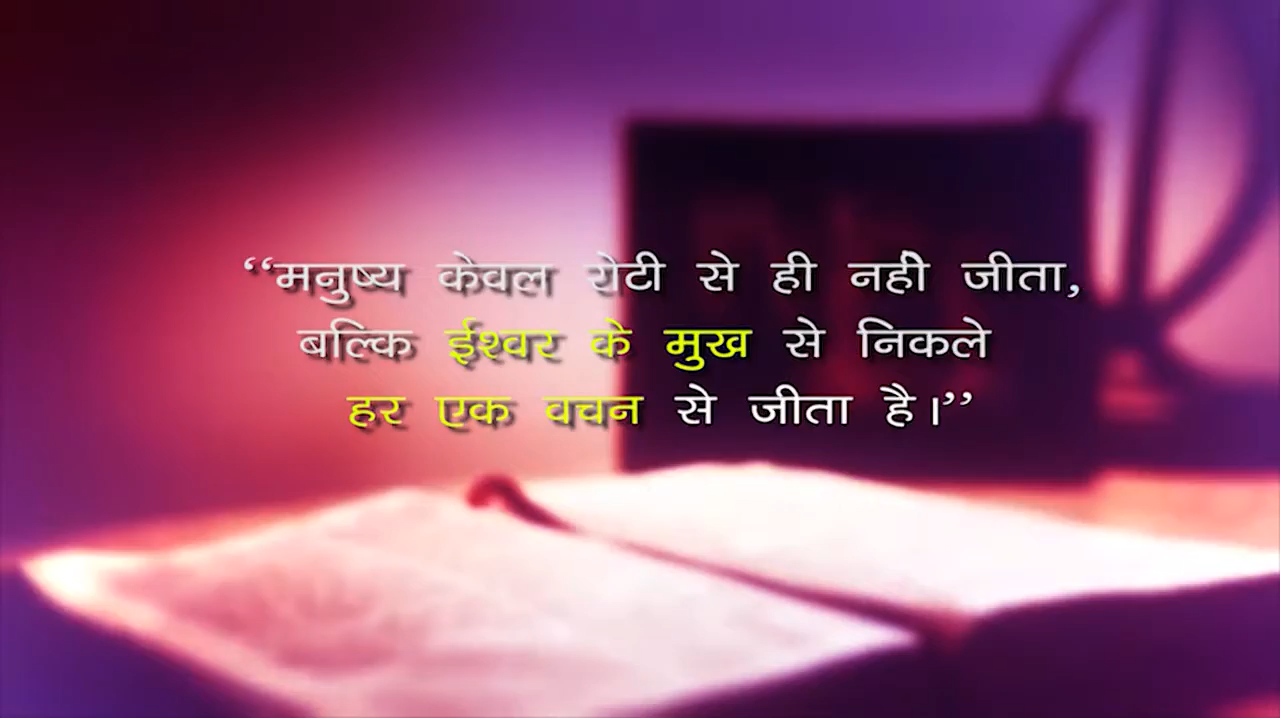 “मनुष्य केवल रोटी से ही नहीं जीता,
बल्कि ईश्वर के मुख से निकले
हर एक वचन से जीता है।”